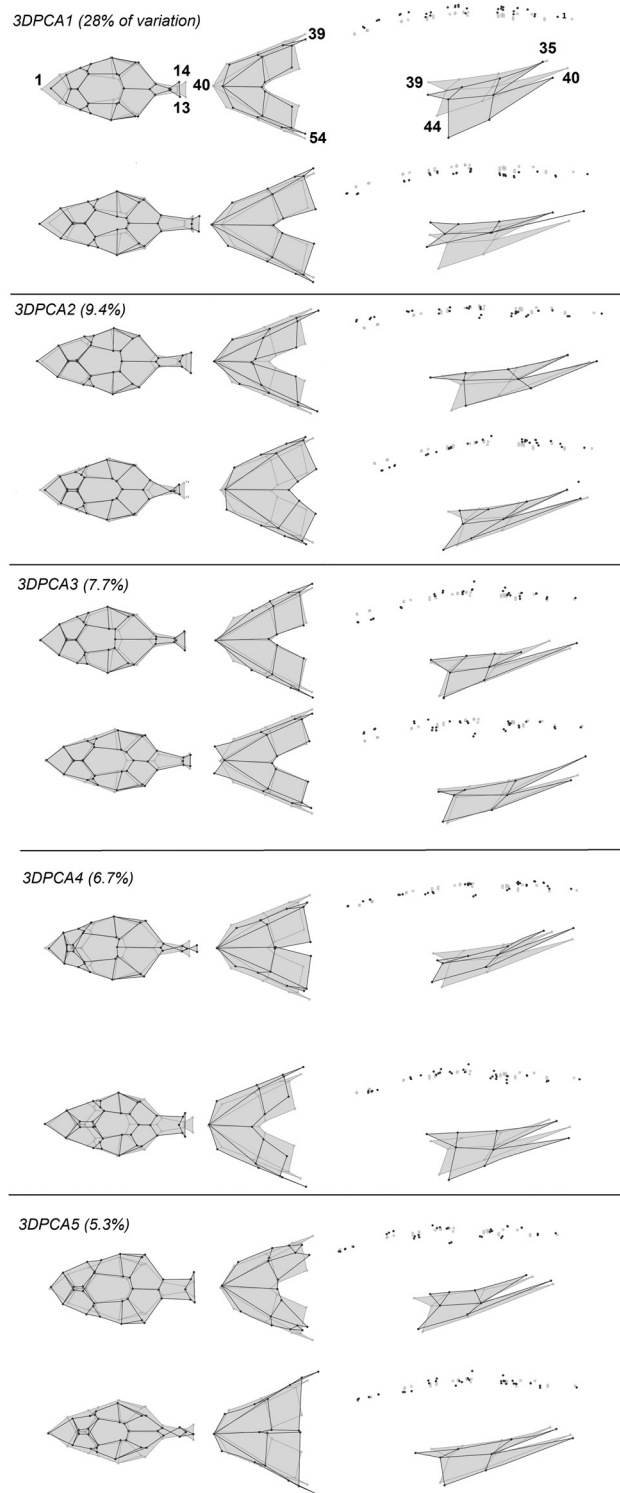 3DPCA1 (28% of variation)
1
39
1
14
40
35
39
40
13
44
54
3DPCA2 (9.4%)
3DPCA3 (7.7%)
3DPCA4 (6.7%)
3DPCA5 (5.3%)